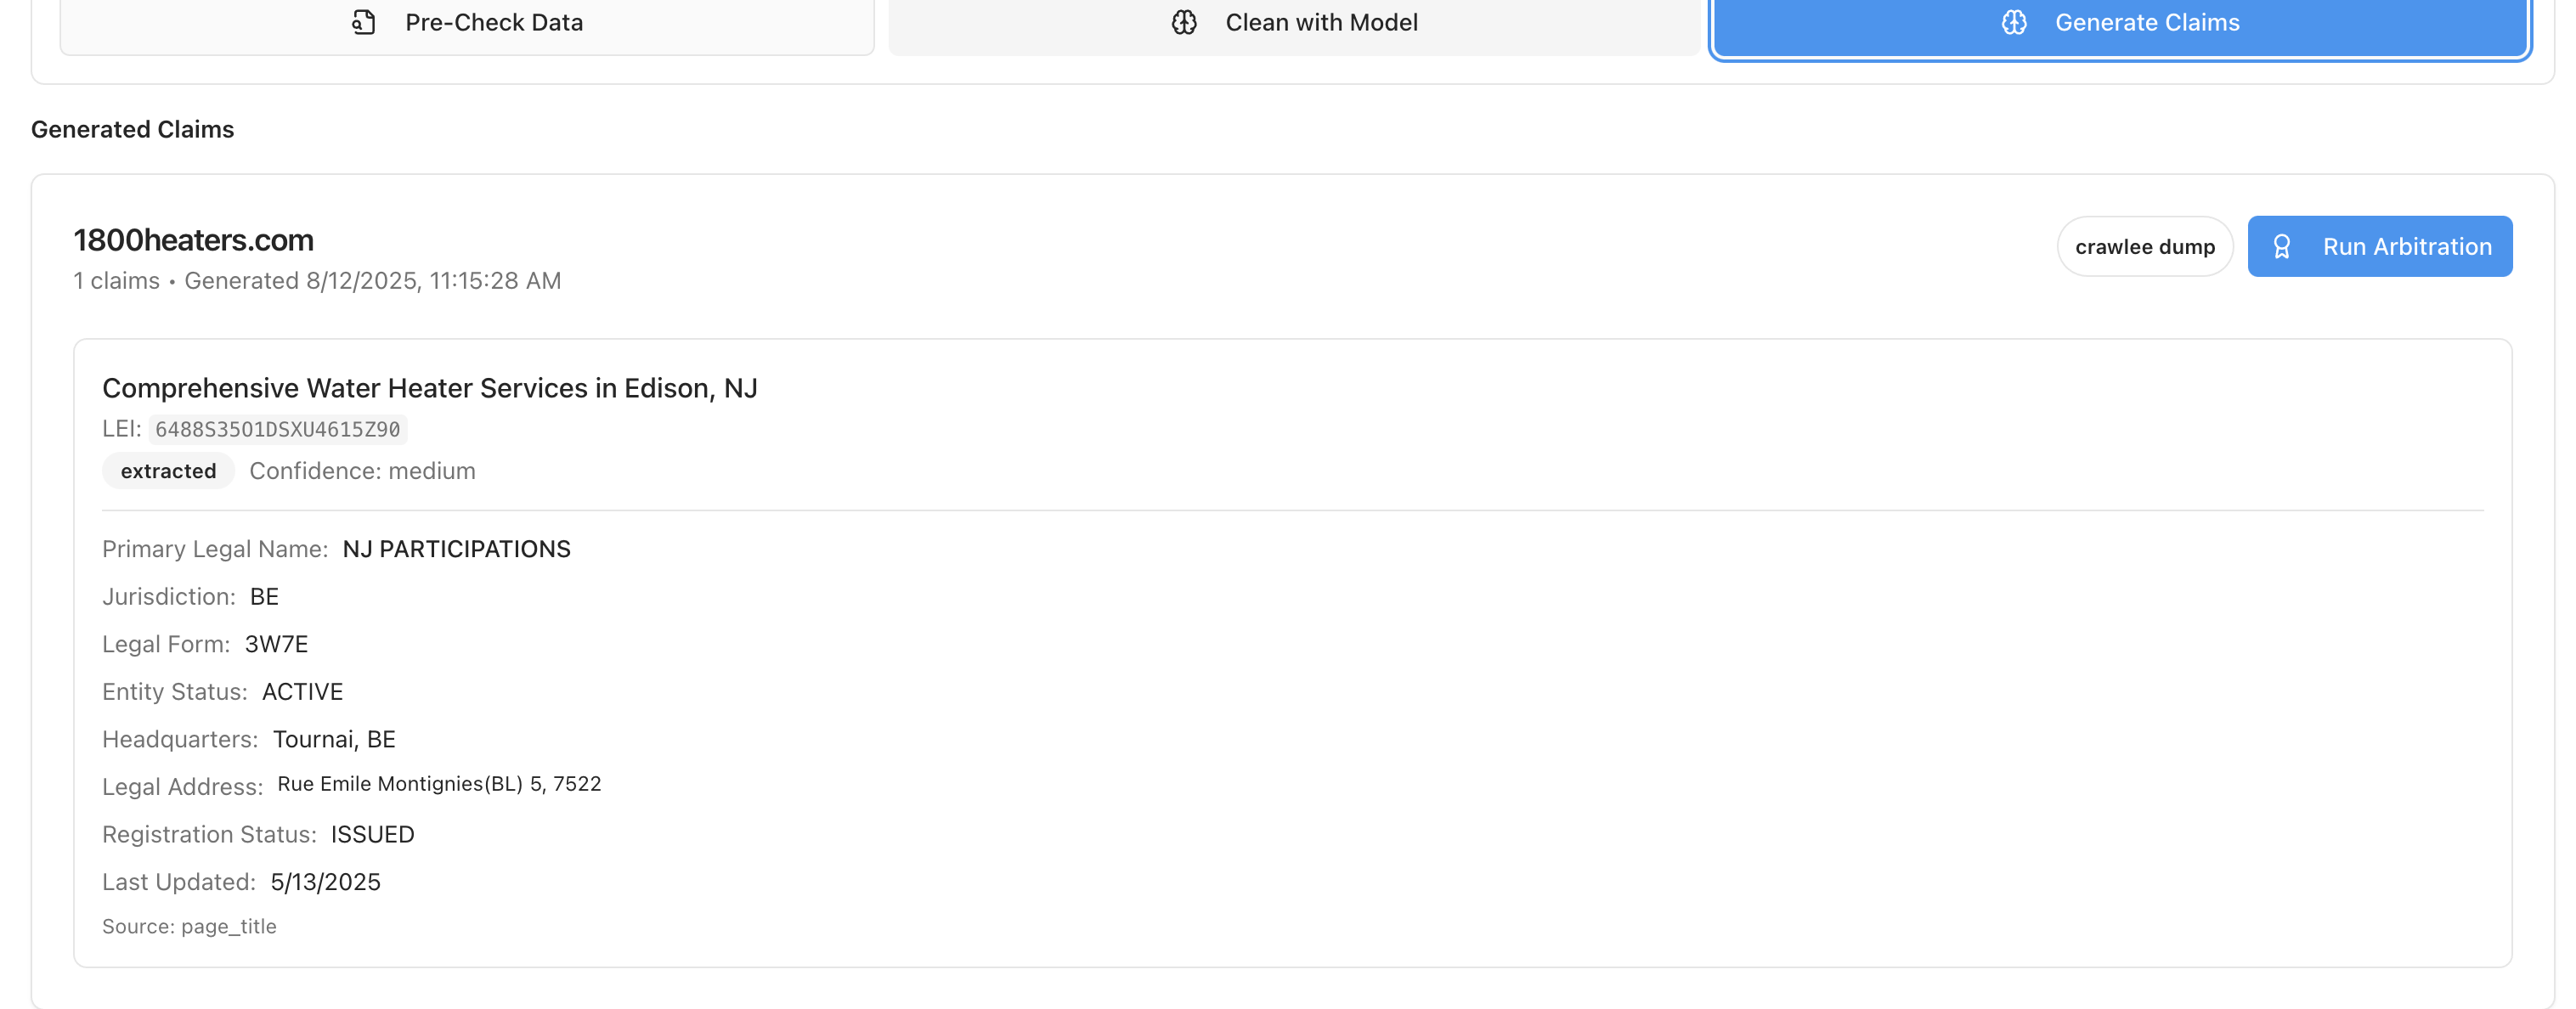 Pre-Check Data
Clean with Model
Generate Claims
Generated Claims
1800heaters.com
1 claims • Generated 8/12/2025, 11:15:28 AM
crawlee dump
Run Arbitration
Comprehensive Water Heater Services in Edison, NJ
LEI: 6488S35O1DSXU4615Z90
extracted Confidence: medium
Primary Legal Name: NJ PARTICIPATIONS
Jurisdiction: BE
Legal Form: 3W7E
Entity Status: ACTIVE
Headquarters: Tournai, BE
Legal Address: Rue Emile Montignies(BL) 5, 7522
Registration Status: ISSUED
Last Updated: 5/13/2025
Source: page_title